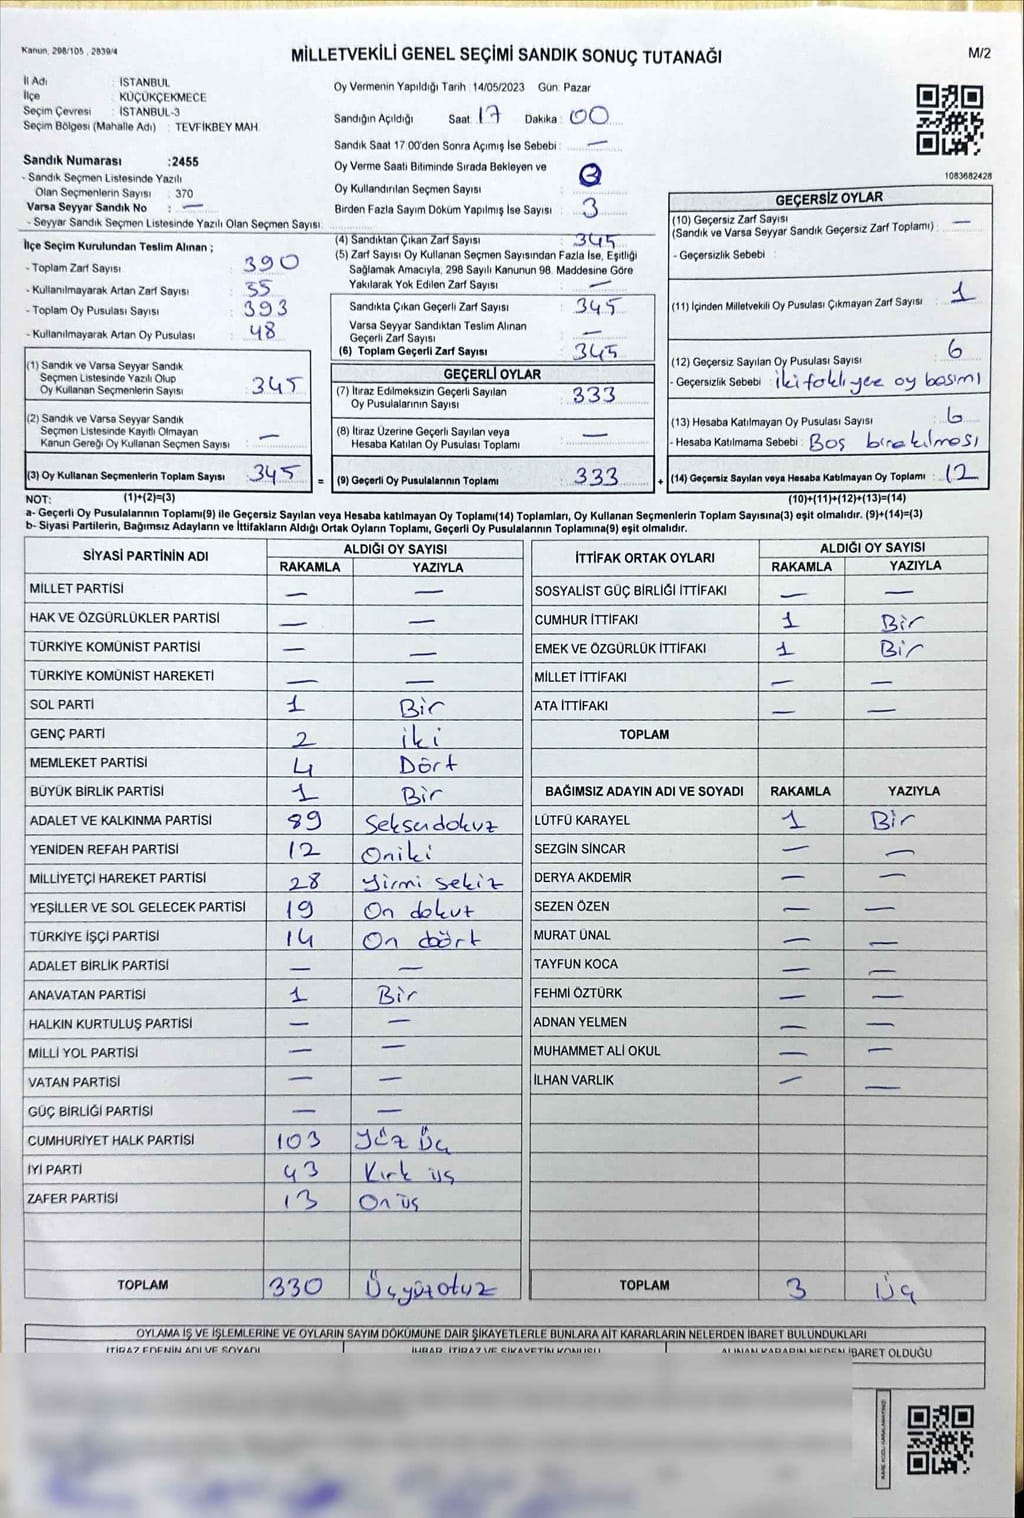 Kanun, 298/105 , 2839/4
MİLLETVEKİLİ GENEL SEÇİMİ SANDIK SONUÇ TUTANAĞI
M/2
İl Adı : İSTANBUL
İlçe : KÜÇÜKÇEKMECE
Seçim Çevresi : İSTANBUL-3
Seçim Bölgesi (Mahalle Adı) : TEVFİKBEY MAH.
Oy Vermenin Yapıldığı Tarih :14/05/2023 Gün: Pazar
Sandığın Açıldığı Saat: 17 Dakika : 00
Sandık Saat 17:00'den Sonra Açımış İse Sebebi : —
Oy Verme Saati Bitiminde Sırada Bekleyen ve
Oy Kullandırılan Seçmen Sayısı
Birden Fazla Sayım Döküm Yapılmış İse Sayısı : 3
1083682428
Sandık Numarası :2455
- Sandık Seçmen Listesinde Yazılı
Olan Seçmenlerin Sayısı : 370
Varsa Seyyar Sandık No : —
- Seyyar Sandık Seçmen Listesinde Yazılı Olan Seçmen Sayısı:
İlçe Seçim Kurulundan Teslim Alınan ;
- Toplam Zarf Sayısı : 390
- Kullanılmayarak Artan Zarf Sayısı : 55
- Toplam Oy Pusulası Sayısı : 393
- Kullanılmayarak Artan Oy Pusulası : 48
(1) Sandık ve Varsa Seyyar Sandık
Seçmen Listesinde Yazılı Olup
Oy Kullanan Seçmenlerin Sayısı : 345
(2) Sandık ve Varsa Seyyar Sandık
Seçmen Listesinde Kayıtlı Olmayan
Kanun Gereği Oy Kullanan Seçmen Sayısı : —
(3) Oy Kullanan Seçmenlerin Toplam Sayısı : 345 =
(4) Sandıktan Çıkan Zarf Sayısı : 345
(5) Zarf Sayısı Oy Kullanan Seçmen Sayısından Fazla İse, Eşitliği
Sağlamak Amacıyla, 298 Sayılı Kanunun 98. Maddesine Göre
Yakılarak Yok Edilen Zarf Sayısı : —
Sandıkta Çıkan Geçerli Zarf Sayısı : 345
Varsa Seyyar Sandıktan Teslim Alınan
Geçerli Zarf Sayısı : —
(6) Toplam Geçerli Zarf Sayısı : 345
GEÇERLİ OYLAR
(7) İtiraz Edilmeksizin Geçerli Sayılan
Oy Pusulalarının Sayısı : 333
(8) İtiraz Üzerine Geçerli Sayılan veya
Hesaba Katılan Oy Pusulası Toplamı : —
(9) Geçerli Oy Pusulalarının Toplamı : 333 +
GEÇERSİZ OYLAR
(10) Geçersiz Zarf Sayısı
(Sandık ve Varsa Seyyar Sandık Geçersiz Zarf Toplamı) : —
- Geçersizlik Sebebi :
(11) İçinden Milletvekili Oy Pusulası Çıkmayan Zarf Sayısı : 1
(12) Geçersiz Sayılan Oy Pusulası Sayısı : 6
- Geçersizlik Sebebi : iki farklı yere oy basımı
(13) Hesaba Katılmayan Oy Pusulası Sayısı : 6
- Hesaba Katılmama Sebebi : Boş bırakılması
(14) Geçersiz Sayılan veya Hesaba Katılmayan Oy Toplamı : 12
NOT: (1)+(2)=(3) (10)+(11)+(12)+(13)=(14)
a- Geçerli Oy Pusulalarının Toplamı(9) ile Geçersiz Sayılan veya Hesaba katılmayan Oy Toplamı(14) Toplamları, Oy Kullanan Seçmenlerin Toplam Sayısına(3) eşit olmalıdır. (9)+(14)=(3)
b- Siyasi Partilerin, Bağımsız Adayların ve İttifakların Aldığı Ortak Oyların Toplamı, Geçerli Oy Pusulalarının Toplamına(9) eşit olmalıdır.
SİYASİ PARTİNİN ADI ALDIĞI OY SAYISI
RAKAMLA YAZIYLA
MİLLET PARTİSİ — —
HAK VE ÖZGÜRLÜKLER PARTİSİ — —
TÜRKİYE KOMÜNİST PARTİSİ — —
TÜRKİYE KOMÜNİST HAREKETİ — —
SOL PARTİ 1 Bir
GENÇ PARTİ 2 iki
MEMLEKET PARTİSİ 4 Dört
BÜYÜK BİRLİK PARTİSİ 1 Bir
ADALET VE KALKINMA PARTİSİ 89 Seksendokuz
YENİDEN REFAH PARTİSİ 12 Oniki
MİLLİYETÇİ HAREKET PARTİSİ 28 yirmi sekiz
YEŞİLLER VE SOL GELECEK PARTİSİ 19 On dokuz
TÜRKİYE İŞÇİ PARTİSİ 14 On dört
ADALET BİRLİK PARTİSİ — —
ANAVATAN PARTİSİ 1 Bir
HALKIN KURTULUŞ PARTİSİ — —
MİLLİ YOL PARTİSİ — —
VATAN PARTİSİ — —
GÜÇ BİRLİĞİ PARTİSİ — —
CUMHURİYET HALK PARTİSİ 103 yüz Üç
İYİ PARTİ 43 Kırk üç
ZAFER PARTİSİ 13 Onüç
TOPLAM 330 Üçyüzotuz
İTTİFAK ORTAK OYLARI ALDIĞI OY SAYISI
RAKAMLA YAZIYLA
SOSYALİST GÜÇ BİRLİĞİ İTTİFAKI — —
CUMHUR İTTİFAKI 1 Bir
EMEK VE ÖZGÜRLÜK İTTİFAKI 1 Bir
MİLLET İTTİFAKI — —
ATA İTTİFAKI — —
TOPLAM
BAĞIMSIZ ADAYIN ADI VE SOYADI RAKAMLA YAZIYLA
LÜTFÜ KARAYEL 1 Bir
SEZGİN SİNCAR — —
DERYA AKDEMİR — —
SEZEN ÖZEN — —
MURAT ÜNAL — —
TAYFUN KOCA — —
FEHMİ ÖZTÜRK — —
ADNAN YELMEN — —
MUHAMMET ALİ OKUL — —
İLHAN VARLIK — —
TOPLAM 3 Üç
OYLAMA İŞ VE İŞLEMLERİNE VE OYLARIN SAYIM DÖKÜMÜNE DAİR ŞİKAYETLERLE BUNLARA AİT KARARLARIN NELERDEN İBARET BULUNDUKLARI
İTİRAZ EDENİN ADI VE SOYADI İHBAR, İTİRAZ VE ŞİKAYETİN KONUSU ALINAN KARARIN NEDEN İBARET OLDUĞU